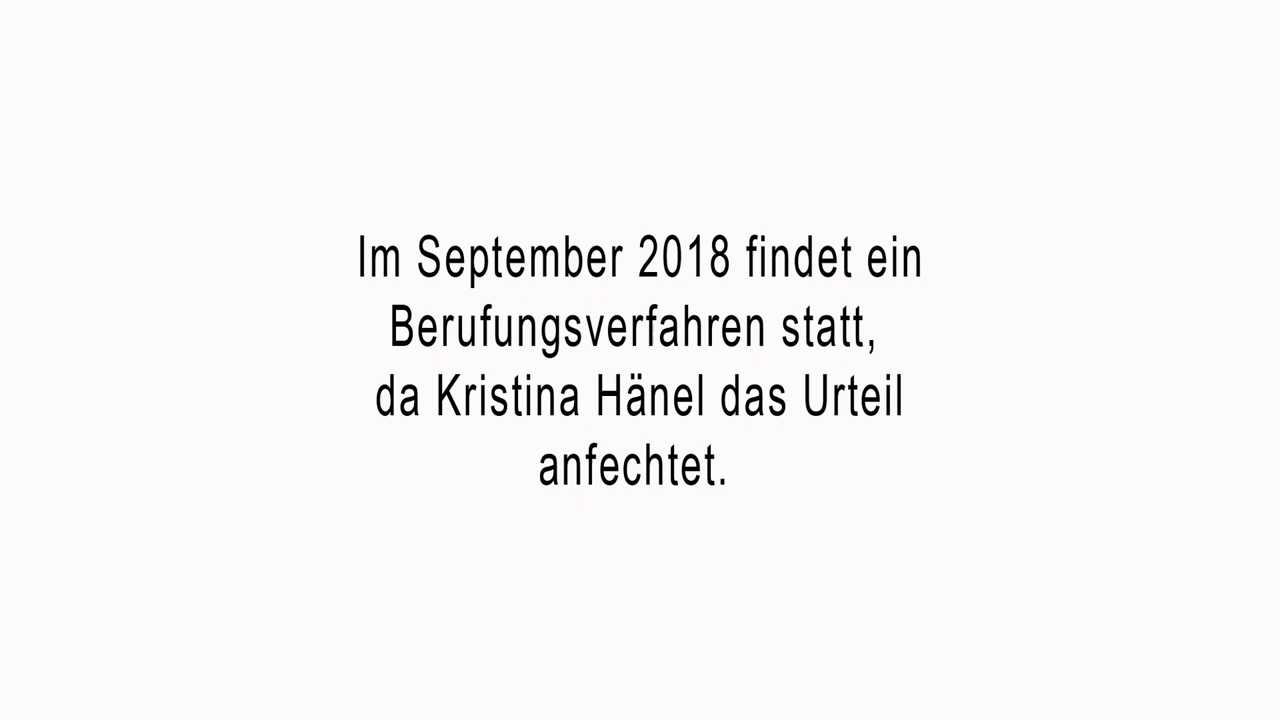 Im September 2018 findet ein
Berufungsverfahren statt,
da Kristina Hänel das Urteil
anfechtet.